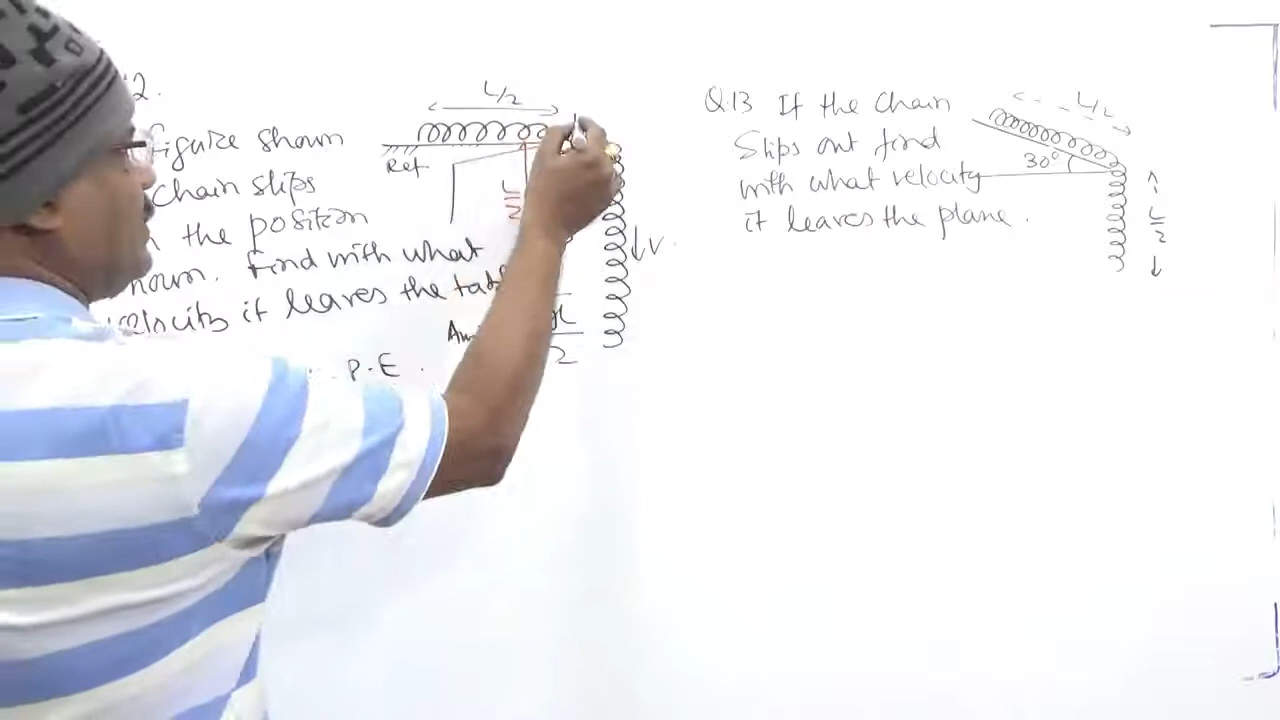 2.
figure shown
Chain slips
the position
shown. find with what
velocity it leaves the
P.E.
L/2
Ref
L/2
V
2
Q.13 If the Chain
Slips out find
with what velocity
it leaves the plane.
L/2
30°
L/2